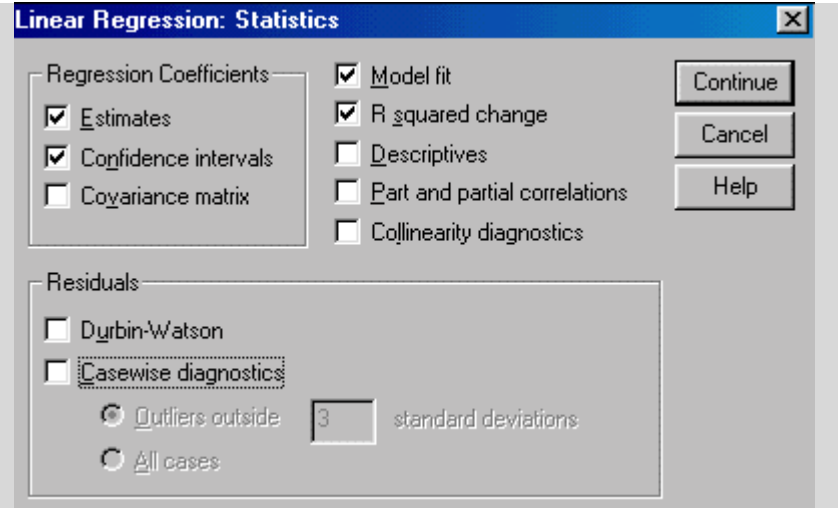 Linear Regression: Statistics
Regression Coefficients
Estimates
Confidence intervals
Covariance matrix
Model fit
R squared change
Descriptives
Part and partial correlations
Collinearity diagnostics
Continue
Cancel
Help
Residuals
Durbin-Watson
Casewise diagnostics
Outliers outside 3 standard deviations
All cases